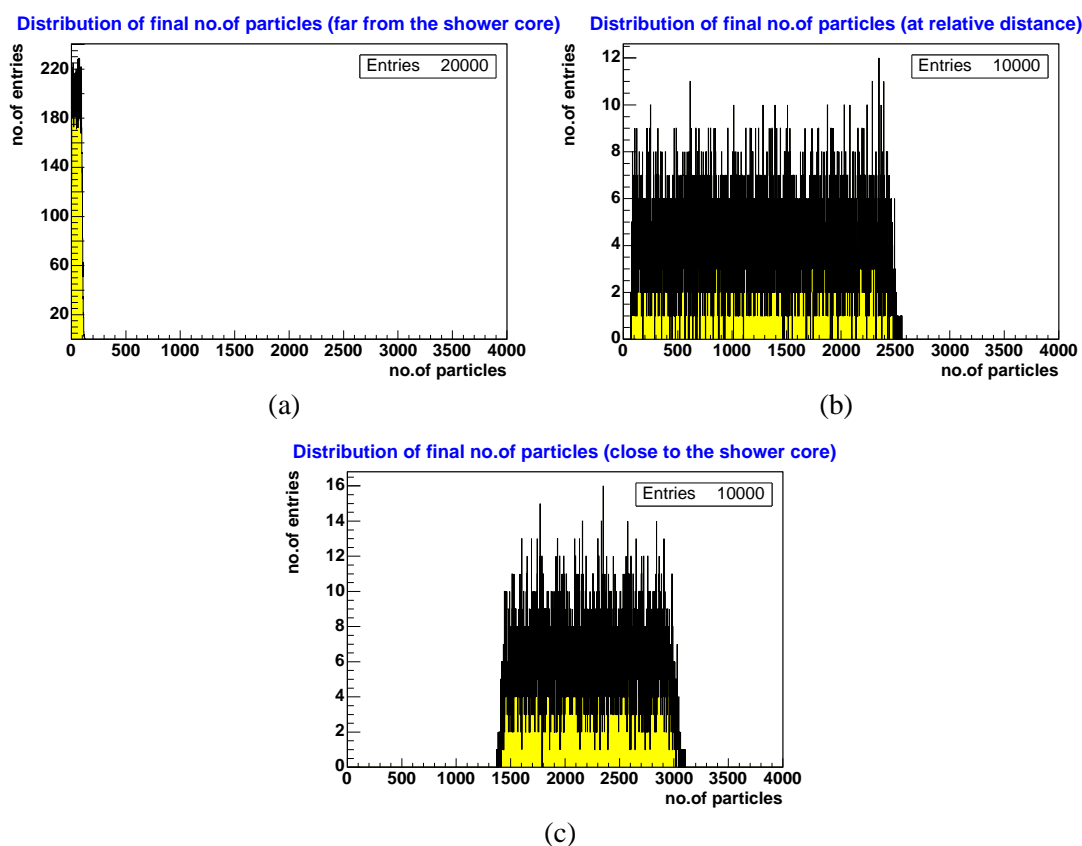 Distribution of final no.of particles (far from the shower core)
no.of entries
220
180
140
100
60
20
Entries 20000
0 500 1000 1500 2000 2500 3000 3500 4000
no.of particles
(a)
Distribution of final no.of particles (at relative distance)
no.of entries
12
10
8
6
4
2
0
Entries 10000
0 500 1000 1500 2000 2500 3000 3500 4000
no.of particles
(b)
Distribution of final no.of particles (close to the shower core)
no.of entries
16
14
12
10
8
6
4
2
0
Entries 10000
0 500 1000 1500 2000 2500 3000 3500 4000
no.of particles
(c)